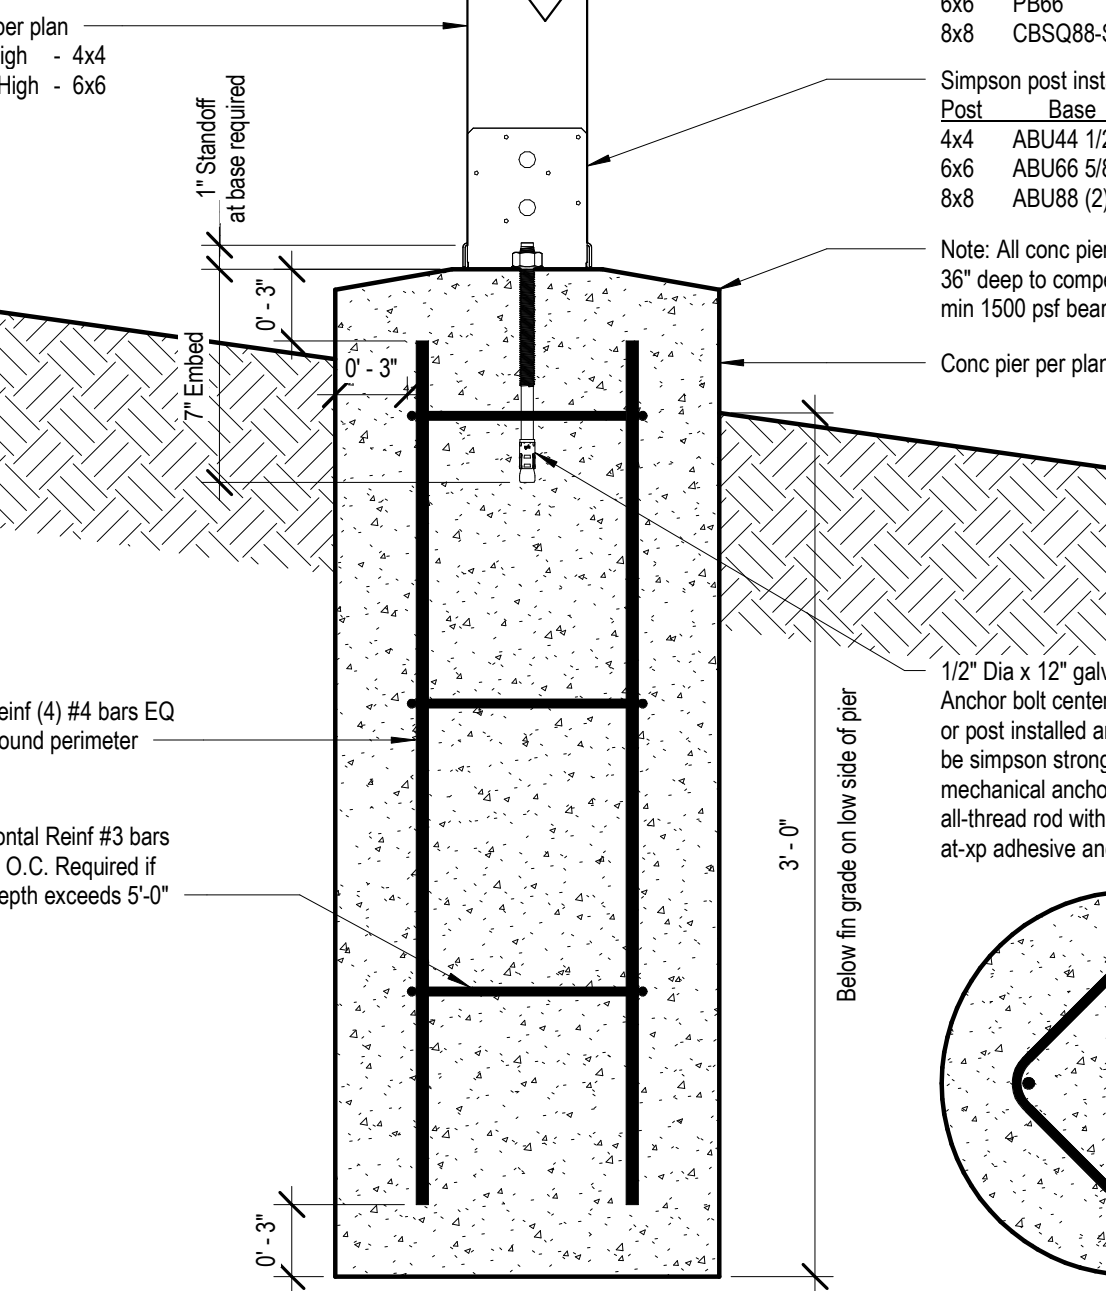 per plan
igh - 4x4
High - 6x6
1" Standoff
at base required
0' - 3"
7" Embed
0' - 3"
einf (4) #4 bars EQ
ound perimeter
ontal Reinf #3 bars
O.C. Required if
epth exceeds 5'-0"
0' - 3"
3' - 0"
Below fin grade on low side of pier
6x6 PB66
8x8 CBSQ88-S
Simpson post inst
Post Base
4x4 ABU44 1/2
6x6 ABU66 5/8
8x8 ABU88 (2)
Note: All conc pier
36" deep to compe
min 1500 psf bear
Conc pier per plan
1/2" Dia x 12" galv
Anchor bolt center
or post installed an
be simpson strong
mechanical ancho
all-thread rod with
at-xp adhesive an